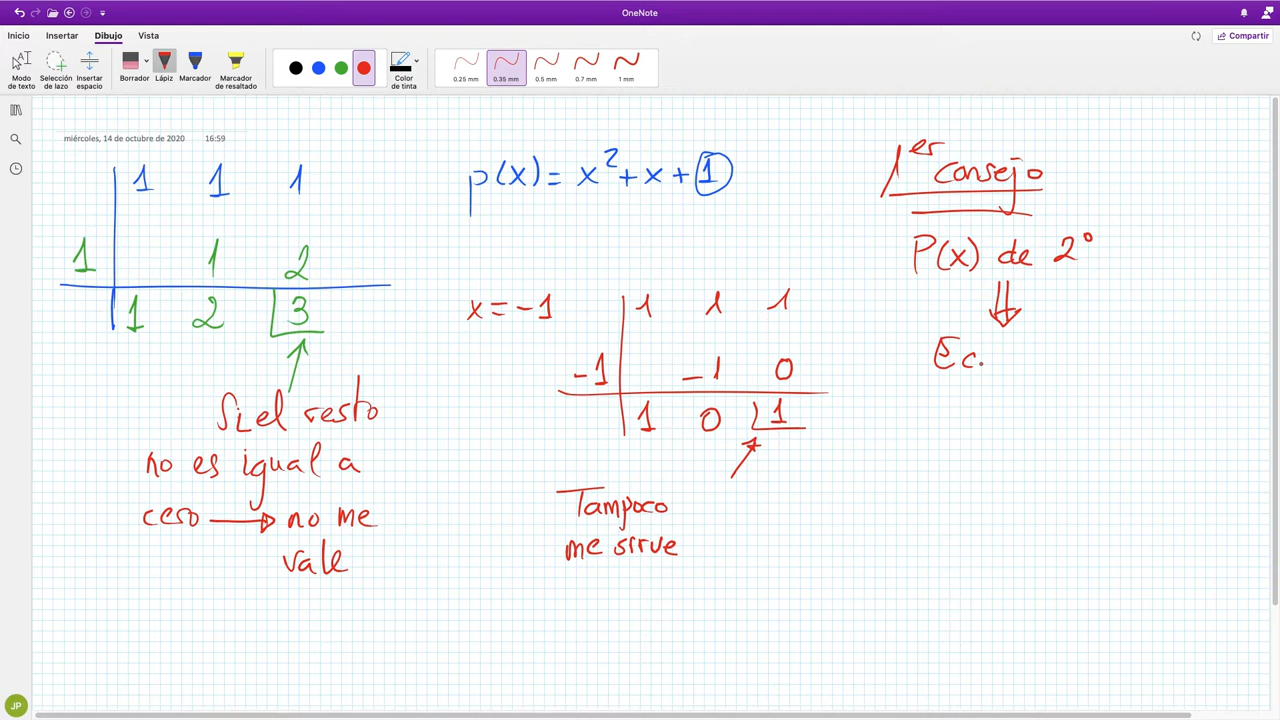 OneNote
Inicio Insertar Dibujo Vista
Compartir
Modo de texto
Selección de lazo
Insertar espacio
Borrador
Lápiz
Marcador
Marcador de resaltado
Color de tinta
0.25 mm
0.35 mm
0.5 mm
0.7 mm
1 mm
miércoles, 14 de octubre de 2020 16:59
1 1 1
1 1 2
1 2 3
Si el resto
no es igual a
cero → no me
vale
p(x) = x² + x + 1
x = -1 1 1 1
-1 -1 0
1 0 1
Tampoco
me sirve
1er consejo
P(x) de 2º
⇓
Ec.
JP